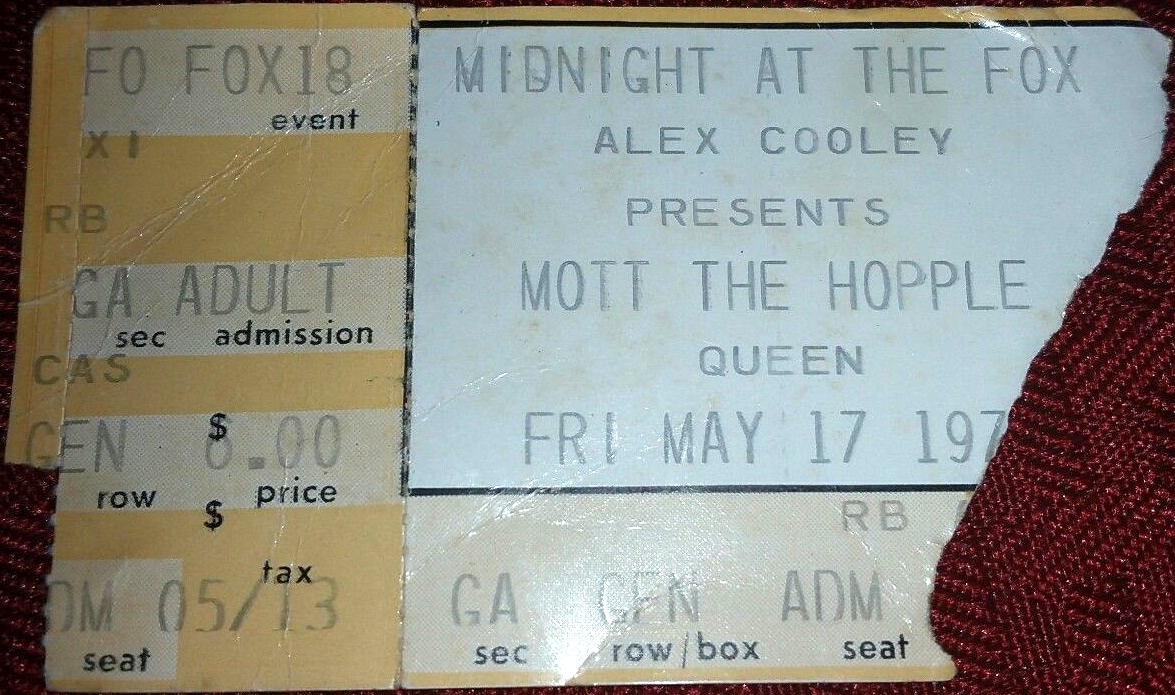 FO FOX18
event
XI
RB
GA ADULT
sec admission
CAS
$
GEN 8.00
row price
$
tax
DM 05/13
seat
MIDNIGHT AT THE FOX
ALEX COOLEY
PRESENTS
MOTT THE HOPPLE
QUEEN
FRI MAY 17 197
RB
GA GEN ADM
sec row/box seat